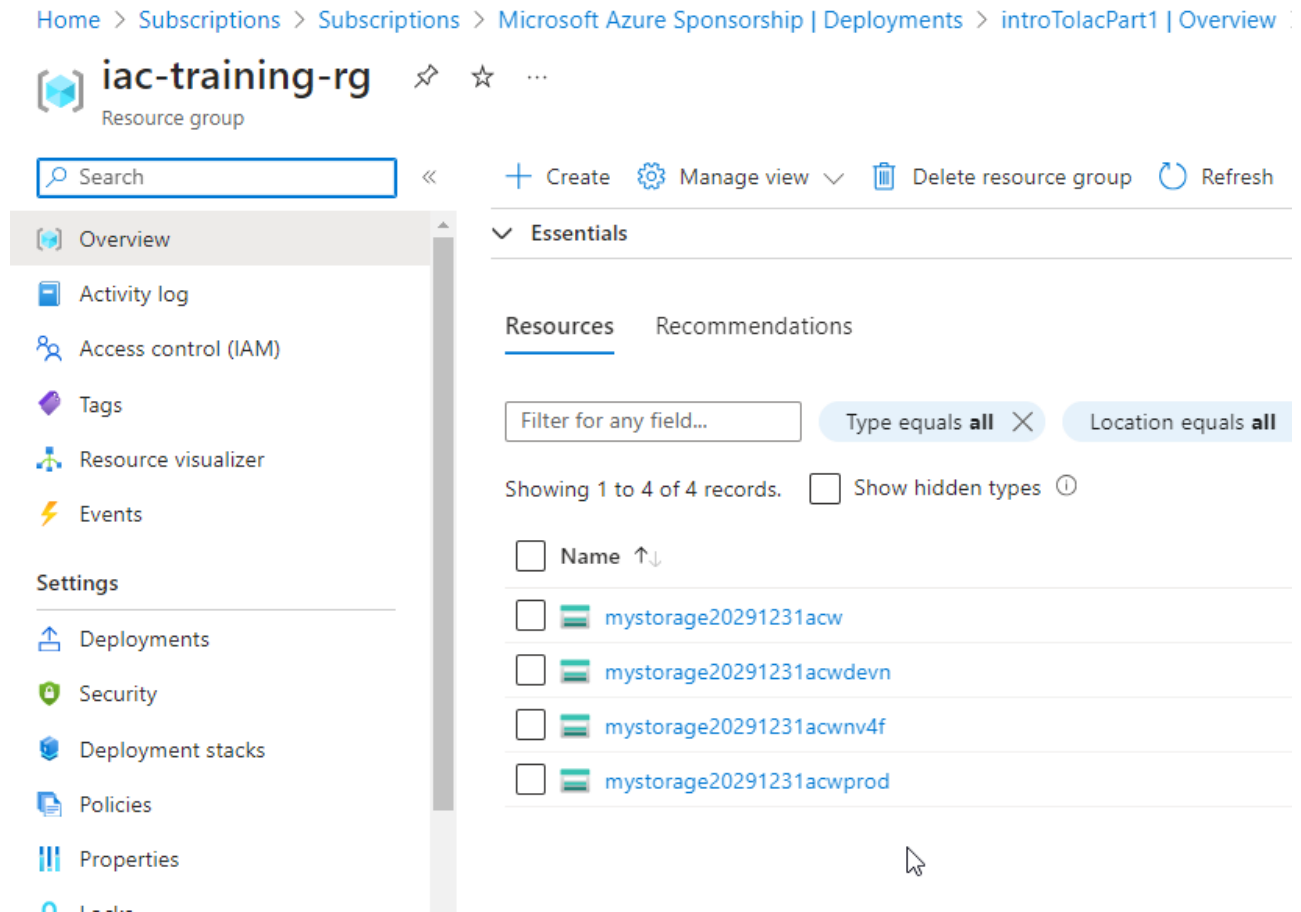 Home > Subscriptions > Subscriptions > Microsoft Azure Sponsorship | Deployments > introToIacPart1 | Overview
iac-training-rg ...
Resource group
Search
«
Create
Manage view
Delete resource group
Refresh
Overview
Activity log
Access control (IAM)
Tags
Resource visualizer
Events
Settings
Deployments
Security
Deployment stacks
Policies
Properties
Locks
Essentials
Resources
Recommendations
Filter for any field...
Type equals all
Location equals all
Showing 1 to 4 of 4 records.
Show hidden types
Name ↑↓
mystorage20291231acw
mystorage20291231acwdevn
mystorage20291231acwnv4f
mystorage20291231acwprod